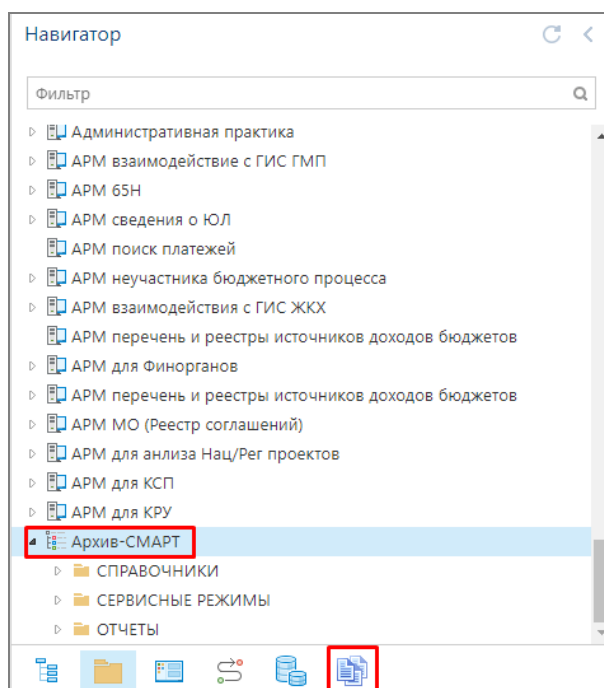 Навигатор
Фильтр
Административная практика
АРМ взаимодействие с ГИС ГМП
АРМ 65Н
АРМ сведения о ЮЛ
АРМ поиск платежей
АРМ неучастника бюджетного процесса
АРМ взаимодействия с ГИС ЖКХ
АРМ перечень и реестры источников доходов бюджетов
АРМ для Финорганов
АРМ перечень и реестры источников доходов бюджетов
АРМ МО (Реестр соглашений)
АРМ для анлиза Нац/Рег проектов
АРМ для КСП
АРМ для КРУ
Архив-СМАРТ
СПРАВОЧНИКИ
СЕРВИСНЫЕ РЕЖИМЫ
ОТЧЕТЫ